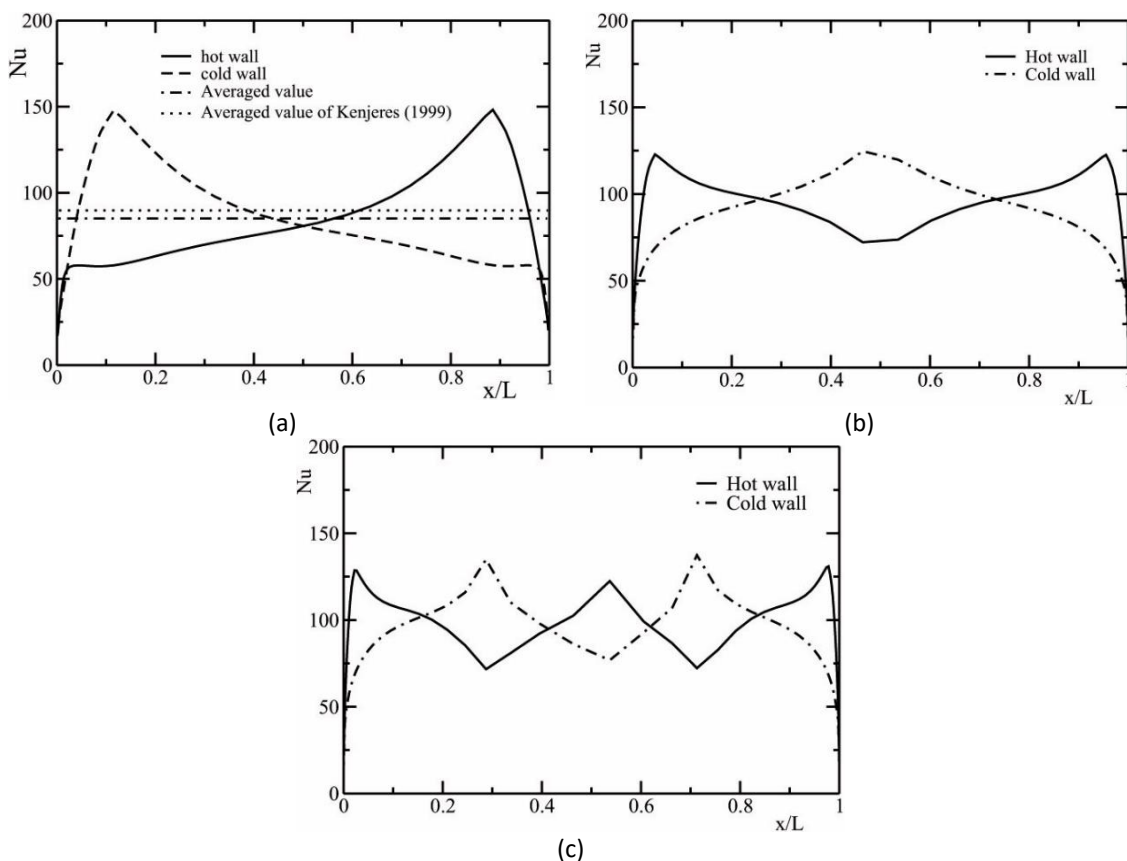 200
Nu
hot wall
cold wall
Averaged value
Averaged value of Kenjeres (1999)
150
100
50
0
0 0.2 0.4 0.6 0.8 1
x/L
(a)
200
Nu
Hot wall
Cold wall
150
100
50
0
0 0.2 0.4 0.6 0.8
x/L
(b)
200
Nu
Hot wall
Cold wall
150
100
50
0
0 0.2 0.4 0.6 0.8 1
x/L
(c)